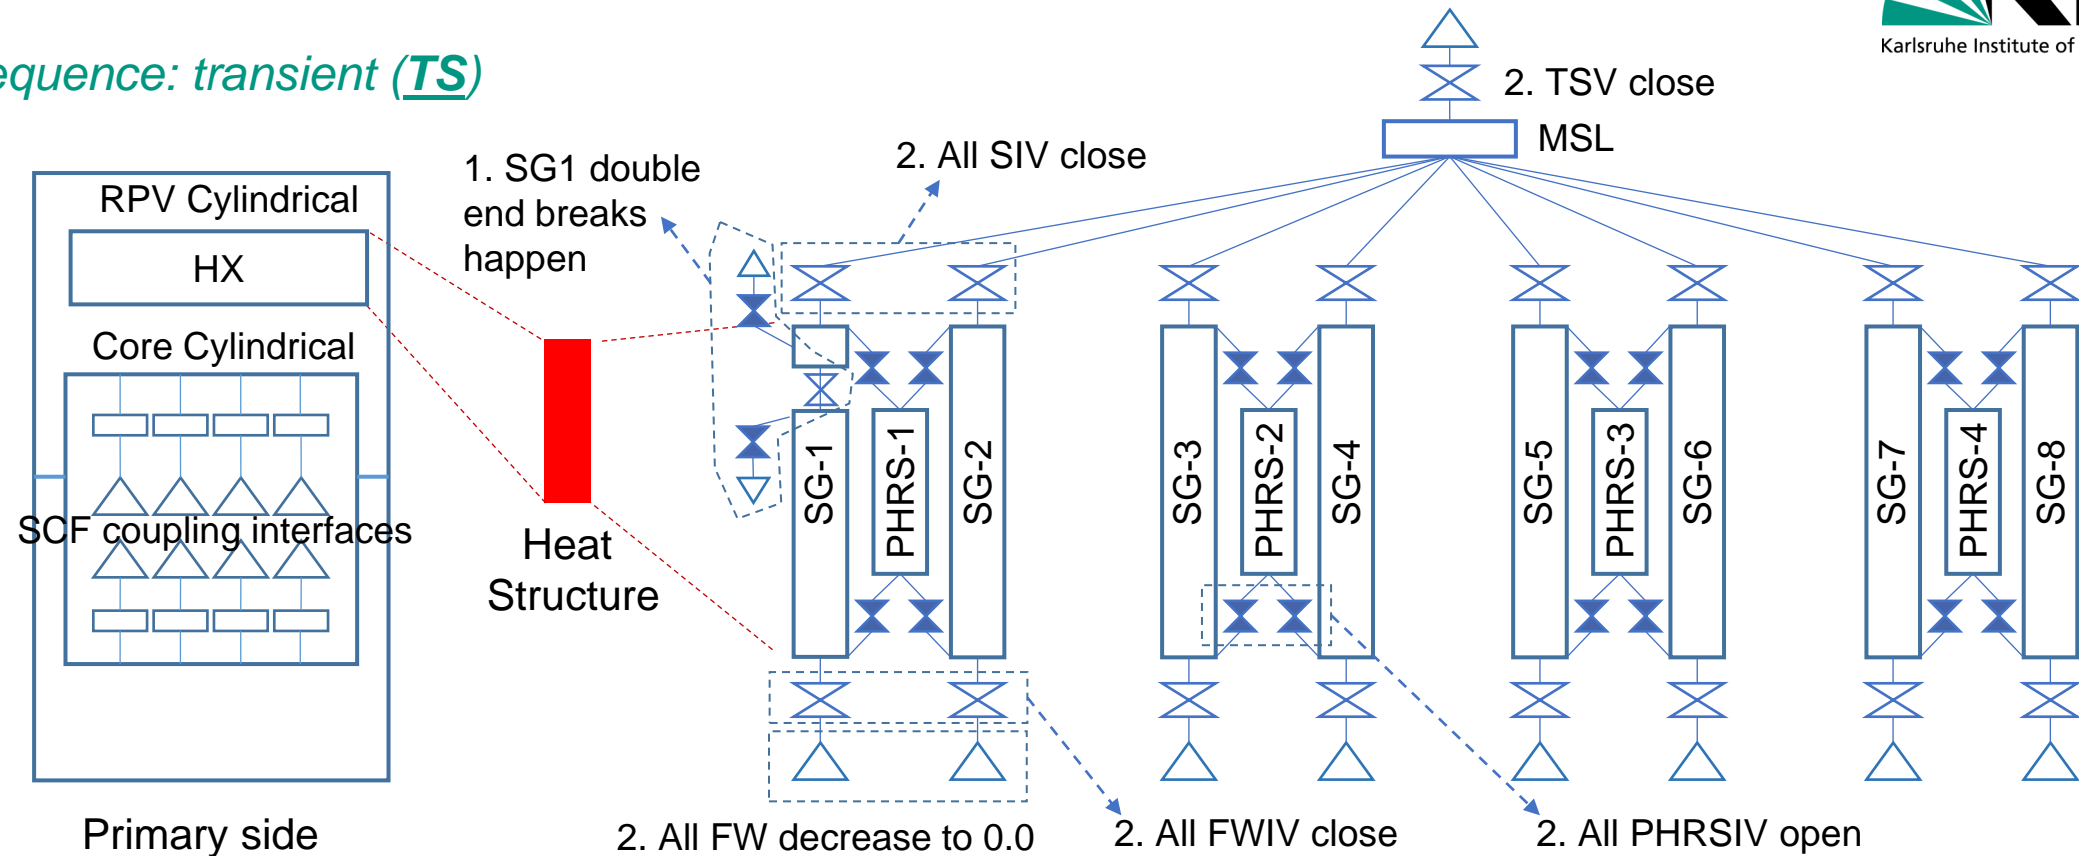 equence: transient (TS)
Karlsruhe Institute of
2. TSV close
MSL
1. SG1 double
end breaks
happen
2. All SIV close
RPV Cylindrical
HX
Core Cylindrical
SCF coupling interfaces
Heat
Structure
SG-1
PHRS-1
SG-2
SG-3
PHRS-2
SG-4
SG-5
PHRS-3
SG-6
SG-7
PHRS-4
SG-8
Primary side
2. All FW decrease to 0.0
2. All FWIV close
2. All PHRSIV open